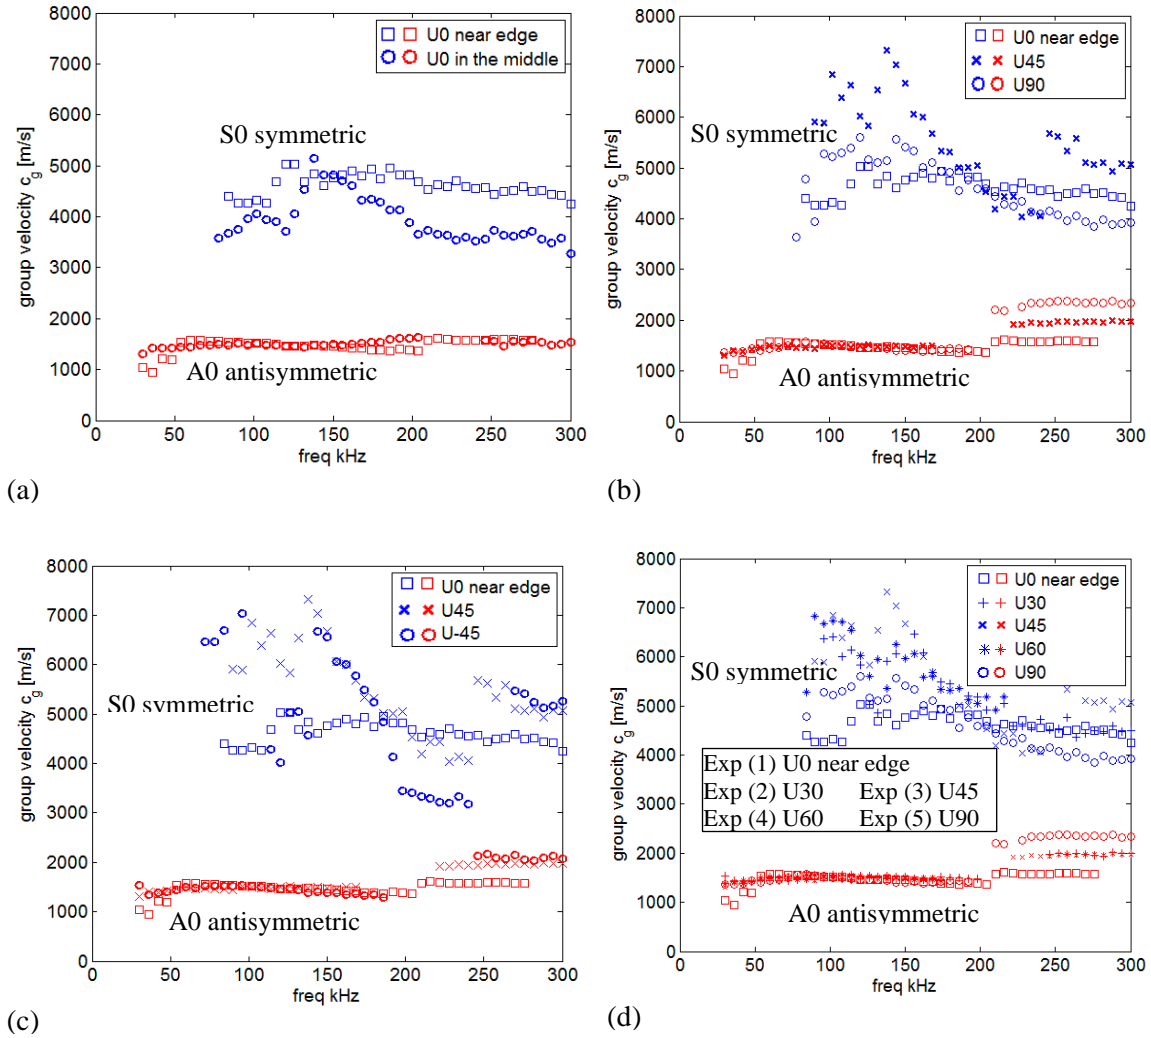 8000
7000
6000
5000
4000
3000
2000
1000
0
group velocity c_g [m/s]
U0 near edge
U0 in the middle
S0 symmetric
A0 antisymmetric
0 50 100 150 200 250 300
freq kHz
(a)
8000
7000
6000
5000
4000
3000
2000
1000
0
group velocity c_g [m/s]
U0 near edge
U45
U90
S0 symmetric
A0 antisymmetric
0 50 100 150 200 250 300
freq kHz
(b)
8000
7000
6000
5000
4000
3000
2000
1000
0
group velocity c_g [m/s]
U0 near edge
U45
U-45
S0 symmetric
A0 antisymmetric
0 50 100 150 200 250 300
freq kHz
(c)
8000
7000
6000
5000
4000
3000
2000
1000
0
group velocity c_g [m/s]
U0 near edge
U30
U45
U60
U90
S0 symmetric
Exp (1) U0 near edge
Exp (2) U30 Exp (3) U45
Exp (4) U60 Exp (5) U90
A0 antisymmetric
0 50 100 150 200 250 300
freq kHz
(d)